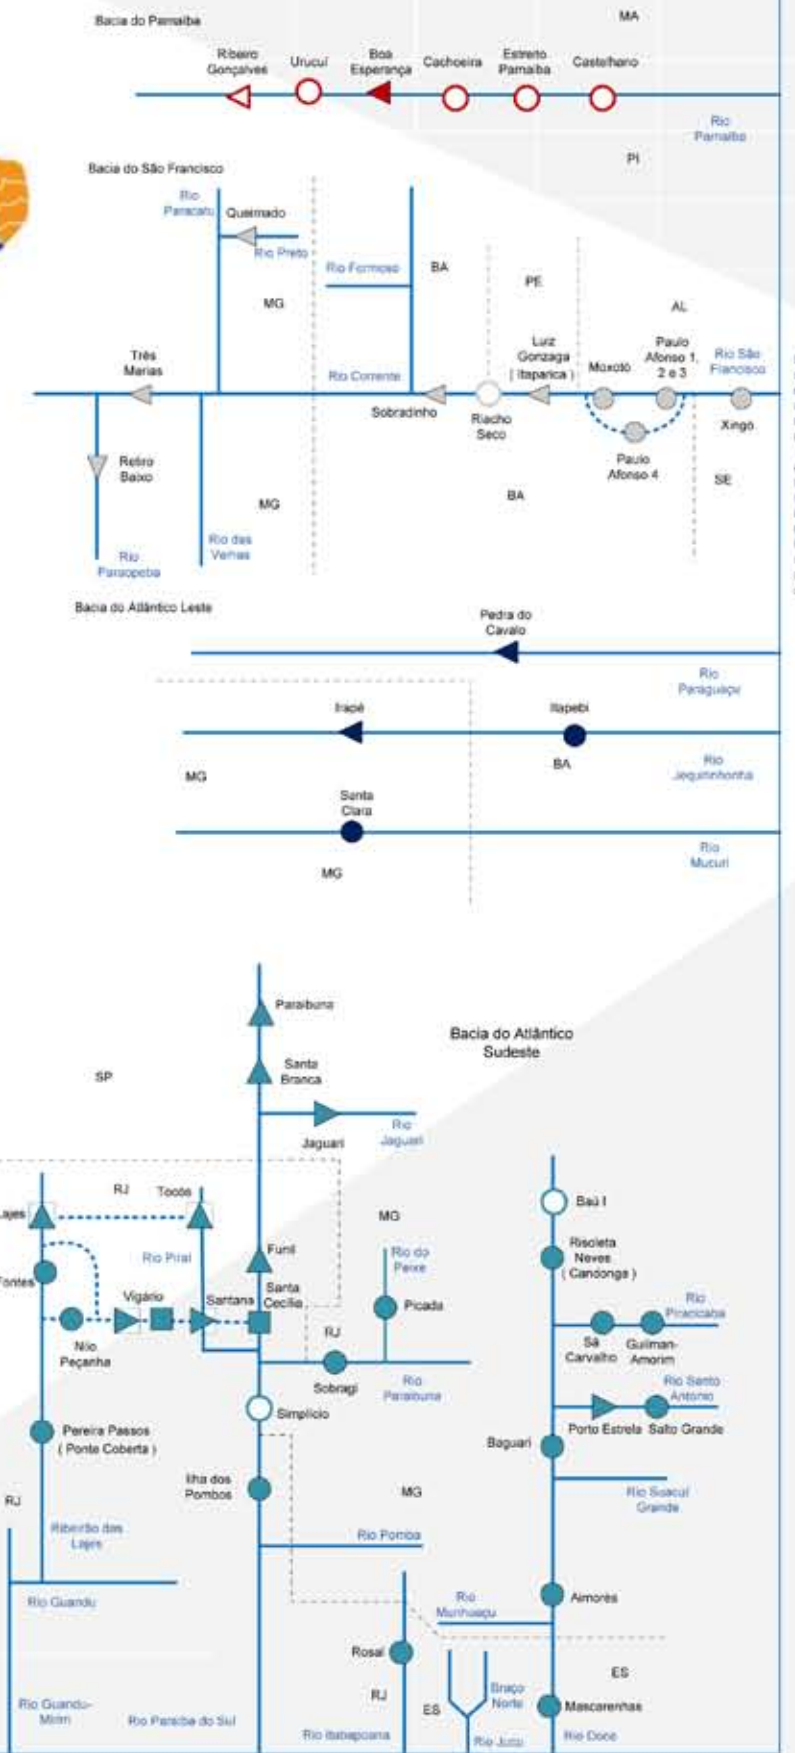 Bacia do Parnaíba
MA
Ribeiro
Gonçalves
Uruçuí
Boa
Esperança
Cachoeira
Estreito
Parnaíba
Castelhano
Rio
Parnaíba
PI
Bacia do São Francisco
Rio
Paracatu
Queimado
Rio Preto
Rio Formoso
BA
PE
MG
AL
Três
Marias
Rio Corrente
Sobradinho
Riacho
Seco
Luiz
Gonzaga
( Itaparica )
Moxotó
Paulo
Afonso 1,
2 e 3
Rio São
Francisco
Xingó
Paulo
Afonso 4
Retiro
Baixo
SE
BA
MG
Rio das
Velhas
Rio
Paraopeba
Bacia do Atlântico Leste
Pedra do
Cavalo
Rio
Paraguaçu
Irapé
Itapebi
MG
BA
Rio
Jequitinhonha
Santa
Clara
Rio
Mucuri
MG
Paraibuna
Bacia do Atlântico
Sudeste
Santa
Branca
SP
Jaguari
Rio
Jaguari
RJ
Tocós
Lajes
MG
Baú I
Rio Piraí
Funil
Rio do
Peixe
Risoleta
Neves
( Candonga )
Fontes
Vigário
Santana
Santa
Cecília
Picada
Rio
Piracicaba
Nilo
Peçanha
RJ
Sá
Carvalho
Guilman-
Amorim
Sobragi
Rio
Paraibuna
Rio Santo
Antonio
Simplício
Porto Estrela
Salto Grande
Pereira Passos
( Ponte Coberta )
Baguari
Ilha dos
Pombos
MG
Rio Suaçuí
Grande
RJ
Ribeirão das
Lajes
Rio Pomba
Rio Guandu
Rio
Manhuaçu
Aimorés
Rosal
RJ
ES
ES
Braço
Norte
Mascarenhas
Rio Guandu-
Mirim
Rio Paraíba do Sul
Rio Itabapoana
Rio Jucu
Rio Doce